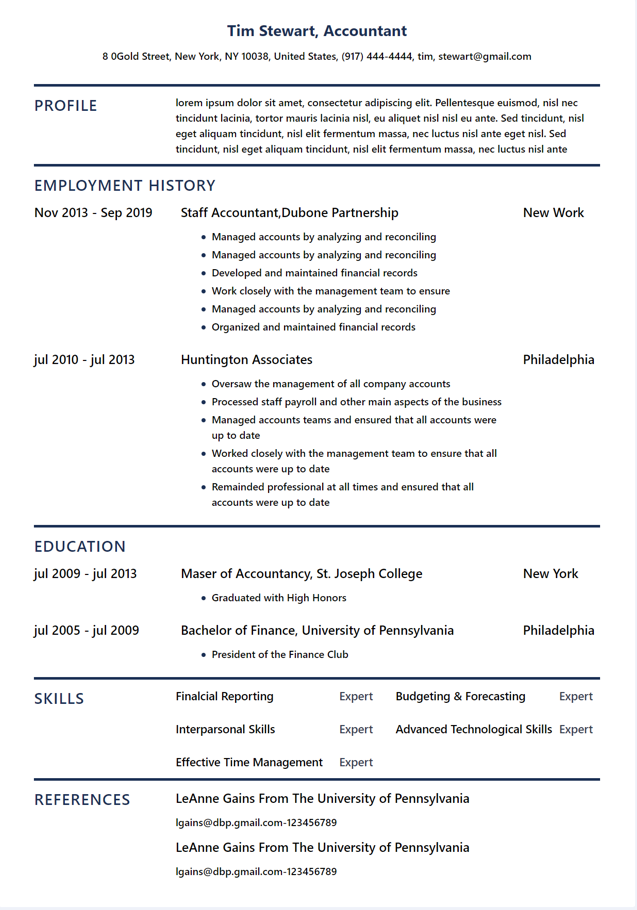 Tim Stewart, Accountant
8 0Gold Street, New York, NY 10038, United States, (917) 444-4444, tim, stewart@gmail.com
PROFILE
lorem ipsum dolor sit amet, consectetur adipiscing elit. Pellentesque euismod, nisl nec
tincidunt lacinia, tortor mauris lacinia nisl, eu aliquet nisl nisl eu ante. Sed tincidunt, nisl
eget aliquam tincidunt, nisl elit fermentum massa, nec luctus nisl ante eget nisl. Sed
tincidunt, nisl eget aliquam tincidunt, nisl elit fermentum massa, nec luctus nisl ante
EMPLOYMENT HISTORY
Nov 2013 - Sep 2019 Staff Accountant,Dubone Partnership New Work
• Managed accounts by analyzing and reconciling
• Managed accounts by analyzing and reconciling
• Developed and maintained financial records
• Work closely with the management team to ensure
• Managed accounts by analyzing and reconciling
• Organized and maintained financial records
jul 2010 - jul 2013 Huntington Associates Philadelphia
• Oversaw the management of all company accounts
• Processed staff payroll and other main aspects of the business
• Managed accounts teams and ensured that all accounts were
up to date
• Worked closely with the management team to ensure that all
accounts were up to date
• Remainded professional at all times and ensured that all
accounts were up to date
EDUCATION
jul 2009 - jul 2013 Maser of Accountancy, St. Joseph College New York
• Graduated with High Honors
jul 2005 - jul 2009 Bachelor of Finance, University of Pennsylvania Philadelphia
• President of the Finance Club
SKILLS
Finalcial Reporting Expert Budgeting & Forecasting Expert
Interparsonal Skills Expert Advanced Technological Skills Expert
Effective Time Management Expert
REFERENCES
LeAnne Gains From The University of Pennsylvania
lgains@dbp.gmail.com-123456789
LeAnne Gains From The University of Pennsylvania
lgains@dbp.gmail.com-123456789